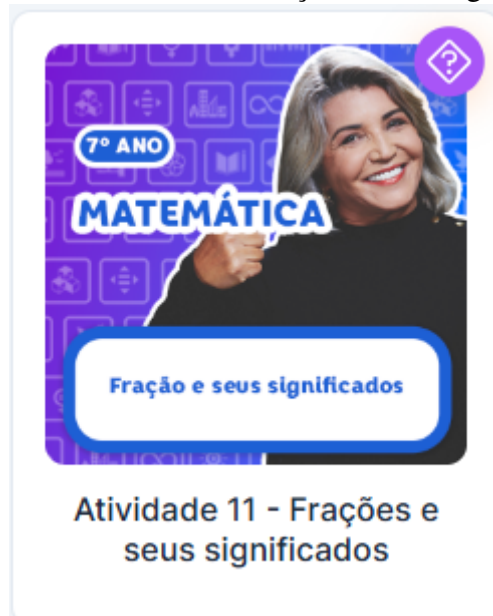 7º ANO
MATEMÁTICA
Fração e seus significados
Atividade 11 - Frações e
seus significados